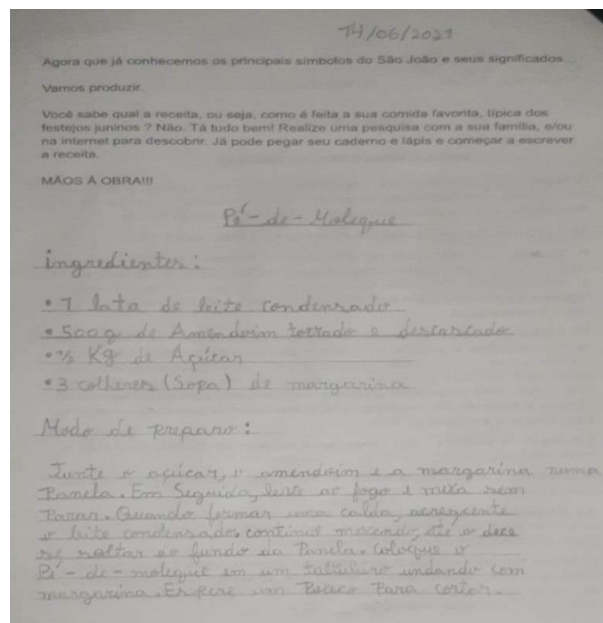 14/06/2021
Agora que já conhecemos os principais símbolos do São João e seus significados...
Vamos produzir.
Você sabe qual a receita, ou seja, como é feita a sua comida favorita, típica dos
festejos juninos ? Não. Tá tudo bem! Realize uma pesquisa com a sua família, e/ou
na internet para descobrir. Já pode pegar seu caderno e lápis e começar a escrever
a receita.
MÃOS À OBRA!!!
Pé-de-Moleque
ingredientes:
• 1 lata de leite condensado
• 500g de Amendoim torrado e descascado
• ½ Kg de Açúcar
• 3 colheres (Sopa) de margarina
Modo de preparo:
Junte o açúcar, o amendoim e a margarina numa
Panela. Em Seguida, leve ao fogo e mexa sem
Parar. Quando formar uma calda, acrescente
o leite condensado. continue mexendo, até o doce
se soltar do fundo da Panela. Coloque o
Pé-de-moleque em um tabuleiro untando com
margarina. Espere um Pouco Para cortar.